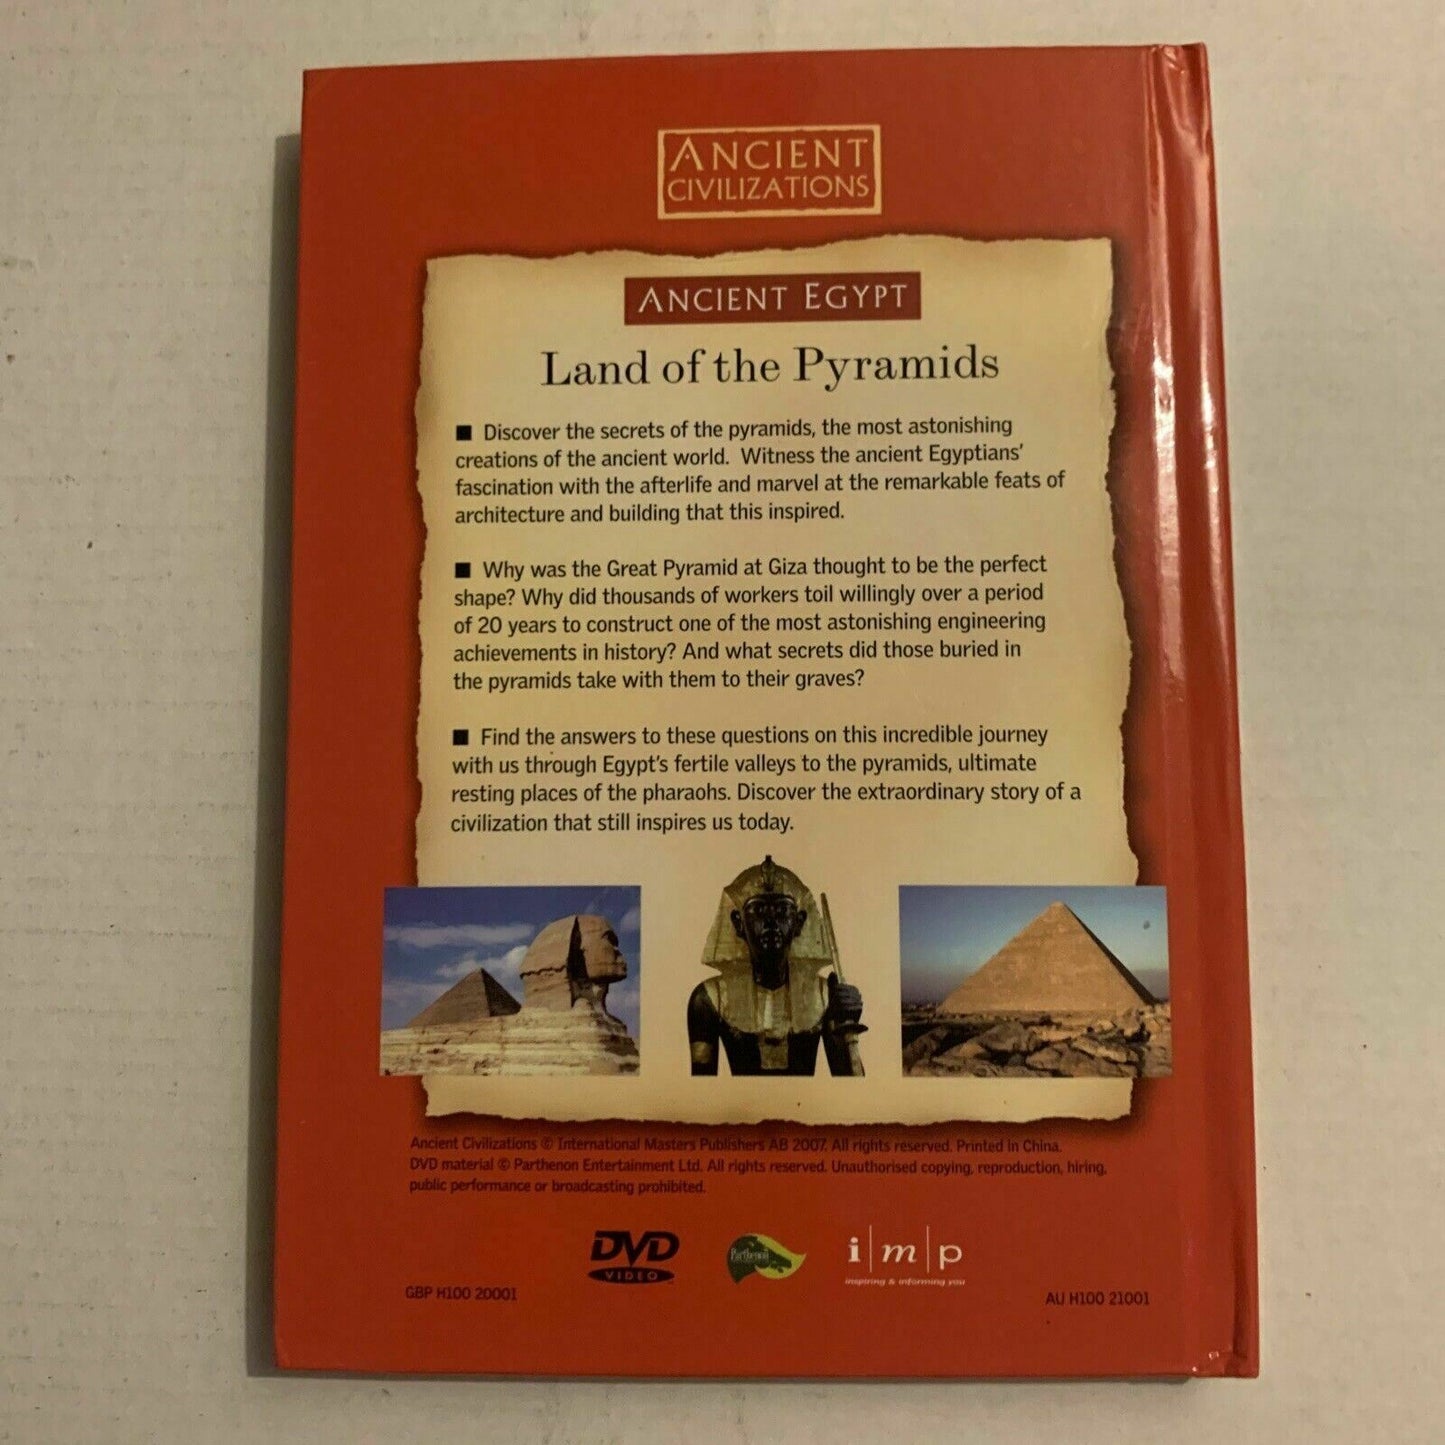 ANCIENT
CIVILIZATIONS
ANCIENT EGYPT
Land of the Pyramids
■ Discover the secrets of the pyramids, the most astonishing
creations of the ancient world. Witness the ancient Egyptians'
fascination with the afterlife and marvel at the remarkable feats of
architecture and building that this inspired.
■ Why was the Great Pyramid at Giza thought to be the perfect
shape? Why did thousands of workers toil willingly over a period
of 20 years to construct one of the most astonishing engineering
achievements in history? And what secrets did those buried in
the pyramids take with them to their graves?
■ Find the answers to these questions on this incredible journey
with us through Egypt's fertile valleys to the pyramids, ultimate
resting places of the pharaohs. Discover the extraordinary story of a
civilization that still inspires us today.
Ancient Civilizations © International Masters Publishers AB 2007. All rights reserved. Printed in China.
DVD material © Parthenon Entertainment Ltd. All rights reserved. Unauthorised copying, reproduction, hiring,
public performance or broadcasting prohibited.
DVD
VIDEO
Parthenon
i|m|p
inspiring & informing you
GBP H100 20001
AU H100 21001